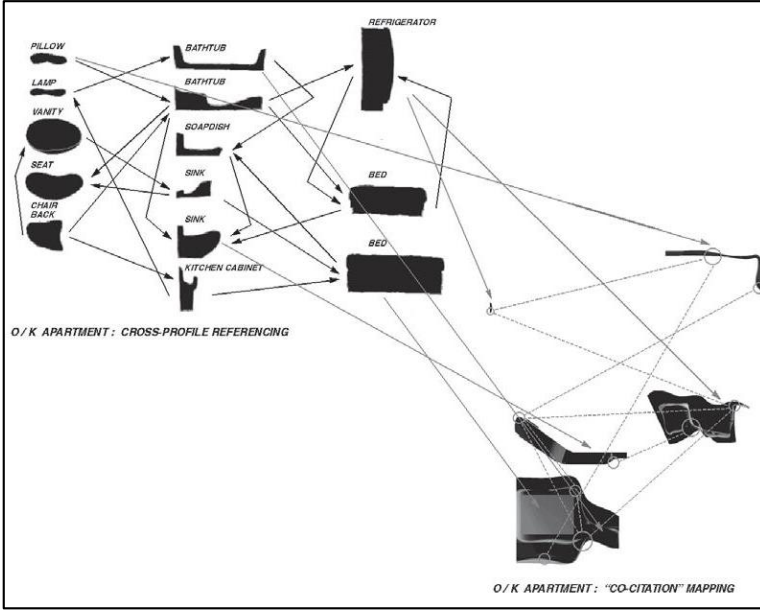 PILLOW
LAMP
VANITY
SEAT
CHAIR
BACK
BATHTUB
BATHTUB
SOAPDISH
SINK
SINK
KITCHEN CABINET
REFRIGERATOR
BED
BED
O / K APARTMENT : CROSS-PROFILE REFERENCING
O / K APARTMENT : "CO-CITATION" MAPPING